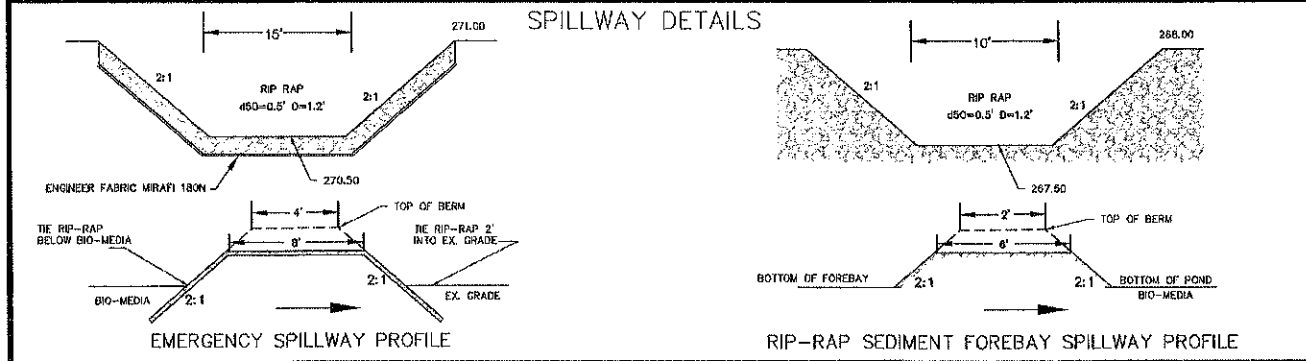 SPILLWAY DETAILS
15'
271.00
2:1
RIP RAP
d50=0.5' D=1.2'
2:1
ENGINEER FABRIC MIRAFI 180N
270.50
4'
TOP OF BERM
TIE RIP-RAP
BELOW BIO-MEDIA
8'
TIE RIP-RAP 2'
INTO EX. GRADE
BIO-MEDIA
2:1
2:1
EX. GRADE
EMERGENCY SPILLWAY PROFILE
10'
268.00
2:1
RIP RAP
d50=0.5' D=1.2'
2:1
267.50
2'
TOP OF BERM
6'
BOTTOM OF FOREBAY
2:1
2:1
BOTTOM OF POND
BIO-MEDIA
RIP-RAP SEDIMENT FOREBAY SPILLWAY PROFILE